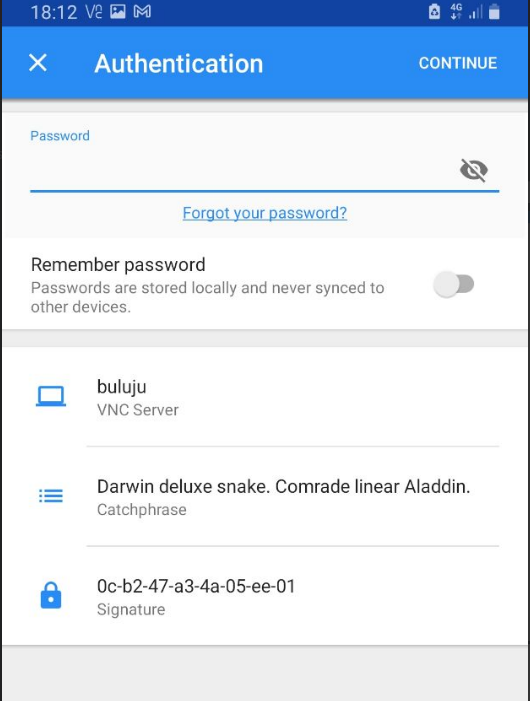 18:12
4G
Authentication
CONTINUE
Password
Forgot your password?
Remember password
Passwords are stored locally and never synced to
other devices.
buluju
VNC Server
Darwin deluxe snake. Comrade linear Aladdin.
Catchphrase
0c-b2-47-a3-4a-05-ee-01
Signature